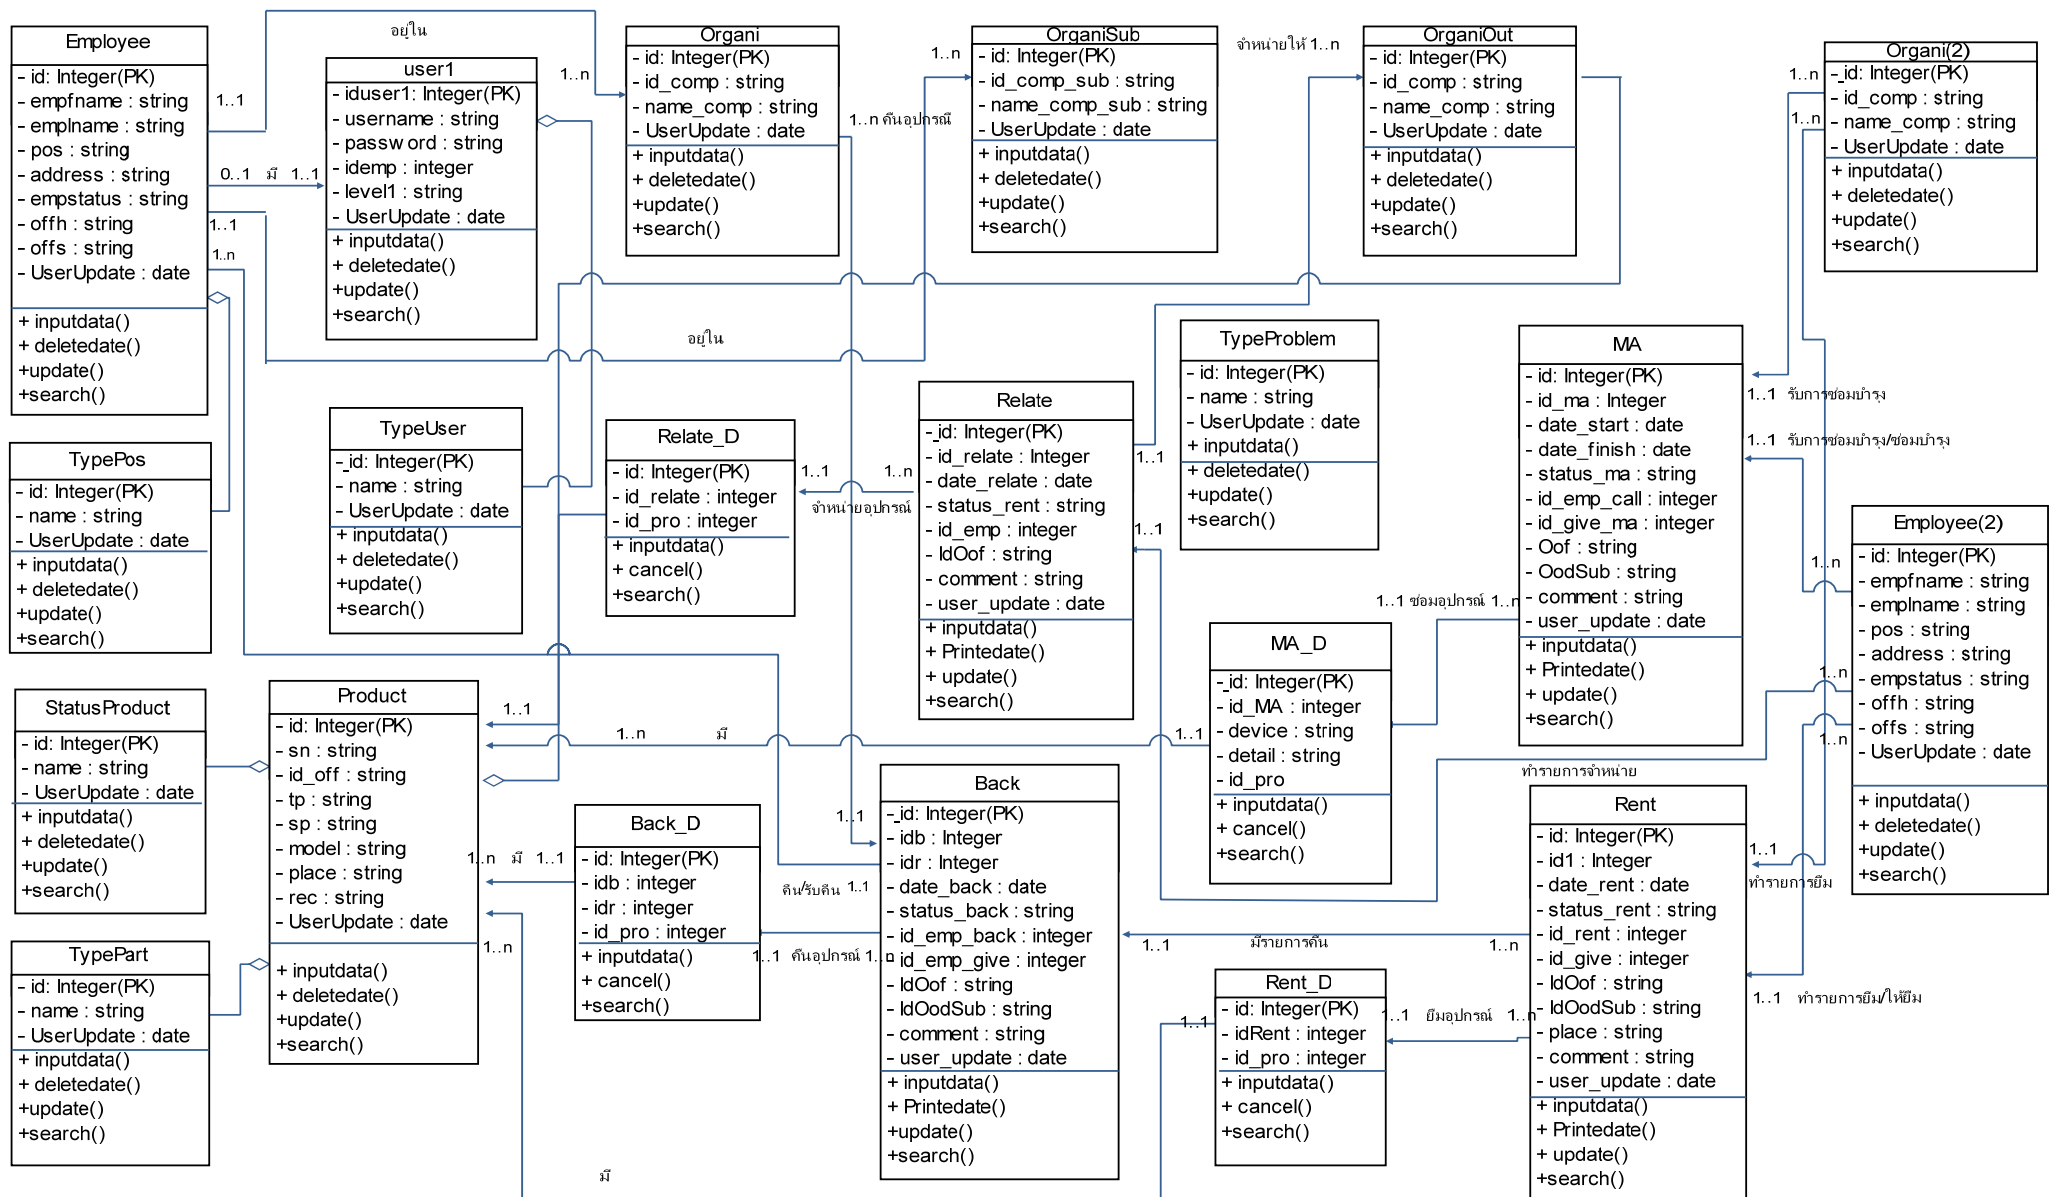 Employee
- id: Integer(PK)
- empfname : string
- emplname : string
- pos : string
- address : string
- empstatus : string
- offh : string
- offs : string
- UserUpdate : date
+ inputdata()
+ deletedate()
+update()
+search()
1..1
0..1 มี 1..1
1..1
1..n
อยู่ใน
1..n
user1
- iduser1: Integer(PK)
- username : string
- password : string
- idemp : integer
- level1 : string
- UserUpdate : date
+ inputdata()
+ deletedate()
+update()
+search()
Organi
- id: Integer(PK)
- id_comp : string
- name_comp : string
- UserUpdate : date
+ inputdata()
+ deletedate()
+update()
+search()
1..n
1..n คืนอุปกรณ์
OrganiSub
- id: Integer(PK)
- id_comp_sub : string
- name_comp_sub : string
- UserUpdate : date
+ inputdata()
+ deletedate()
+update()
+search()
จำหน่ายให้ 1..n
OrganiOut
- id: Integer(PK)
- id_comp : string
- name_comp : string
- UserUpdate : date
+ inputdata()
+ deletedate()
+update()
+search()
Organi(2)
- id: Integer(PK)
- id_comp : string
- name_comp : string
- UserUpdate : date
+ inputdata()
+ deletedate()
+update()
+search()
1..n
1..n
อยู่ใน
TypePos
- id: Integer(PK)
- name : string
- UserUpdate : date
+ inputdata()
+ deletedate()
+update()
+search()
TypeUser
- id: Integer(PK)
- name : string
- UserUpdate : date
+ inputdata()
+ deletedate()
+update()
+search()
Relate_D
- id: Integer(PK)
- id_relate : integer
- id_pro : integer
+ inputdata()
+ cancel()
+search()
1..1 1..n
จำหน่ายอุปกรณ์
Relate
- id: Integer(PK)
- id_relate : Integer
- date_relate : date
- status_rent : string
- id_emp : integer
- IdOof : string
- comment : string
- user_update : date
+ inputdata()
+ Printedate()
+ update()
+search()
1..1
1..1
TypeProblem
- id: Integer(PK)
- name : string
- UserUpdate : date
+ inputdata()
+ deletedate()
+update()
+search()
MA
- id: Integer(PK)
- id_ma : Integer
- date_start : date
- date_finish : date
- status_ma : string
- id_emp_call : integer
- id_give_ma : integer
- Oof : string
- OodSub : string
- comment : string
- user_update : date
+ inputdata()
+ Printedate()
+ update()
+search()
1..1 รับการซ่อมบำรุง
1..1 รับการซ่อมบำรุง/ซ่อมบำรุง
1..1 ซ่อมอุปกรณ์ 1..n
Employee(2)
- id: Integer(PK)
- empfname : string
- emplname : string
- pos : string
- address : string
- empstatus : string
- offh : string
- offs : string
- UserUpdate : date
+ inputdata()
+ deletedate()
+update()
+search()
1..n
1..n
1..n
MA_D
- id: Integer(PK)
- id_MA : integer
- device : string
- detail : string
- id_pro
+ inputdata()
+ cancel()
+search()
StatusProduct
- id: Integer(PK)
- name : string
- UserUpdate : date
+ inputdata()
+ deletedate()
+update()
+search()
Product
- id: Integer(PK)
- sn : string
- id_off : string
- tp : string
- sp : string
- model : string
- place : string
- rec : string
- UserUpdate : date
+ inputdata()
+ deletedate()
+update()
+search()
1..1
1..n มี 1..1
1..n มี 1..1
1..n
TypePart
- id: Integer(PK)
- name : string
- UserUpdate : date
+ inputdata()
+ deletedate()
+update()
+search()
Back_D
- id: Integer(PK)
- idb : integer
- idr : integer
- id_pro : integer
+ inputdata()
+ cancel()
+search()
1..1
คืน/รับคืน 1..1
1..1 คืนอุปกรณ์ 1..n
Back
- id: Integer(PK)
- idb : Integer
- idr : Integer
- date_back : date
- status_back : string
- id_emp_back : integer
- id_emp_give : integer
- IdOof : string
- IdOodSub : string
- comment : string
- user_update : date
+ inputdata()
+ Printedate()
+update()
+search()
ทำรายการจำหน่าย
1..1 มีรายการคืน 1..n
Rent_D
- id: Integer(PK)
- idRent : integer
- id_pro : integer
+ inputdata()
+ cancel()
+search()
1..1
1..1 ยืมอุปกรณ์ 1..n
Rent
- id: Integer(PK)
- id1 : Integer
- date_rent : date
- status_rent : string
- id_rent : integer
- id_give : integer
- IdOof : string
- IdOodSub : string
- place : string
- comment : string
- user_update : date
+ inputdata()
+ Printedate()
+ update()
+search()
1..1
ทำรายการยืม
1..1 ทำรายการยืม/ให้ยืม
มี